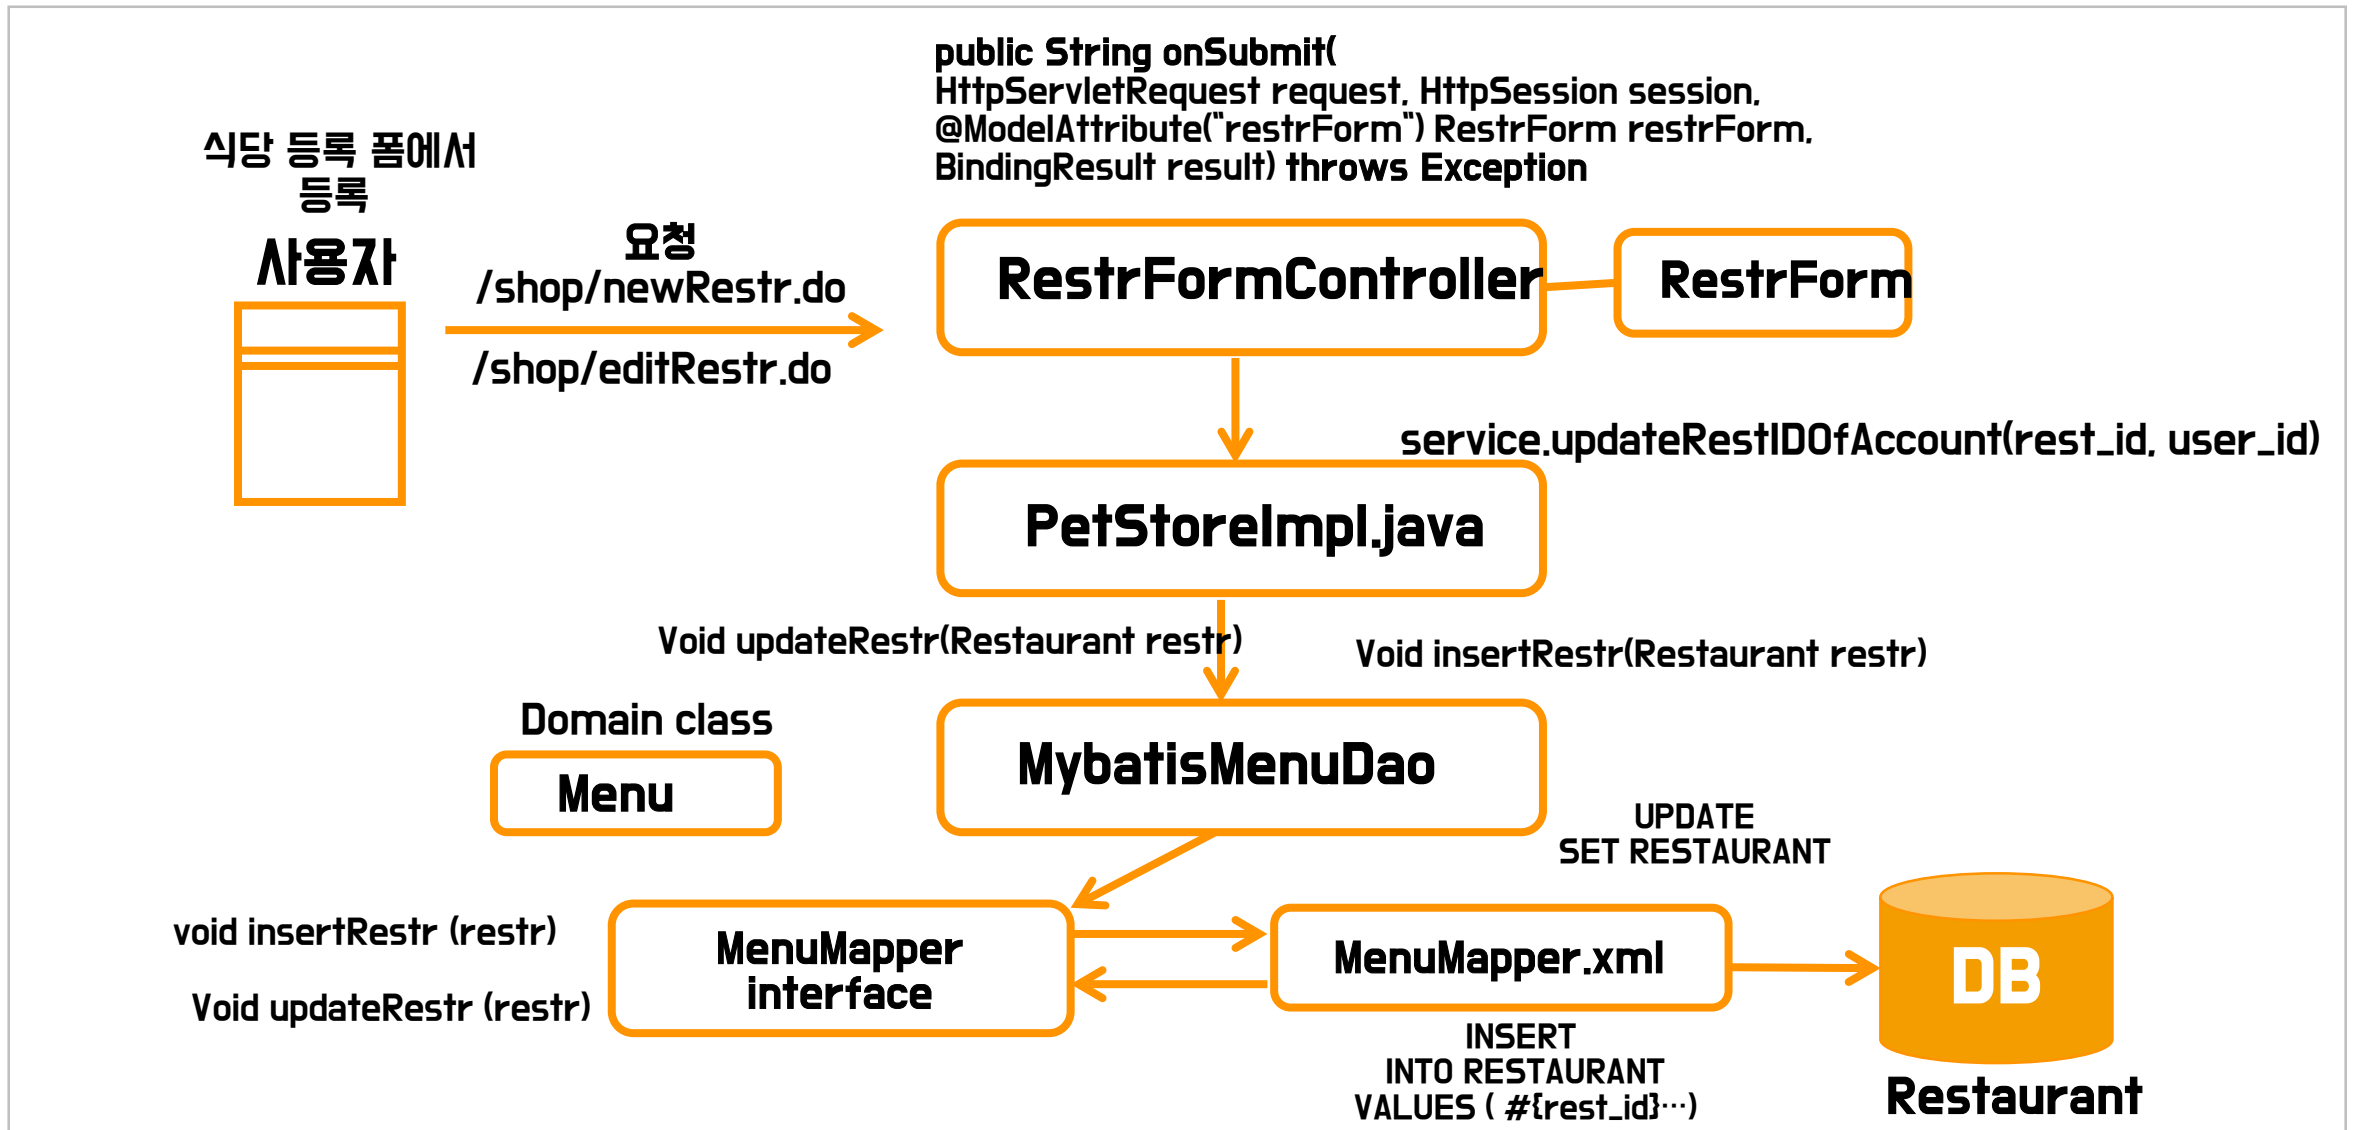 public String onSubmit(
HttpServletRequest request, HttpSession session,
@ModelAttribute("restrForm") RestrForm restrForm,
BindingResult result) throws Exception
식당 등록 폼에서
등록
사용자
요청
/shop/newRestr.do
/shop/editRestr.do
RestrFormController
RestrForm
service.updateRestIDOfAccount(rest_id, user_id)
PetStoreImpl.java
Void updateRestr(Restaurant restr)
Void insertRestr(Restaurant restr)
Domain class
Menu
MybatisMenuDao
UPDATE
SET RESTAURANT
void insertRestr (restr)
Void updateRestr (restr)
MenuMapper
interface
MenuMapper.xml
DB
INSERT
INTO RESTAURANT
VALUES ( #{rest_id}…)
Restaurant